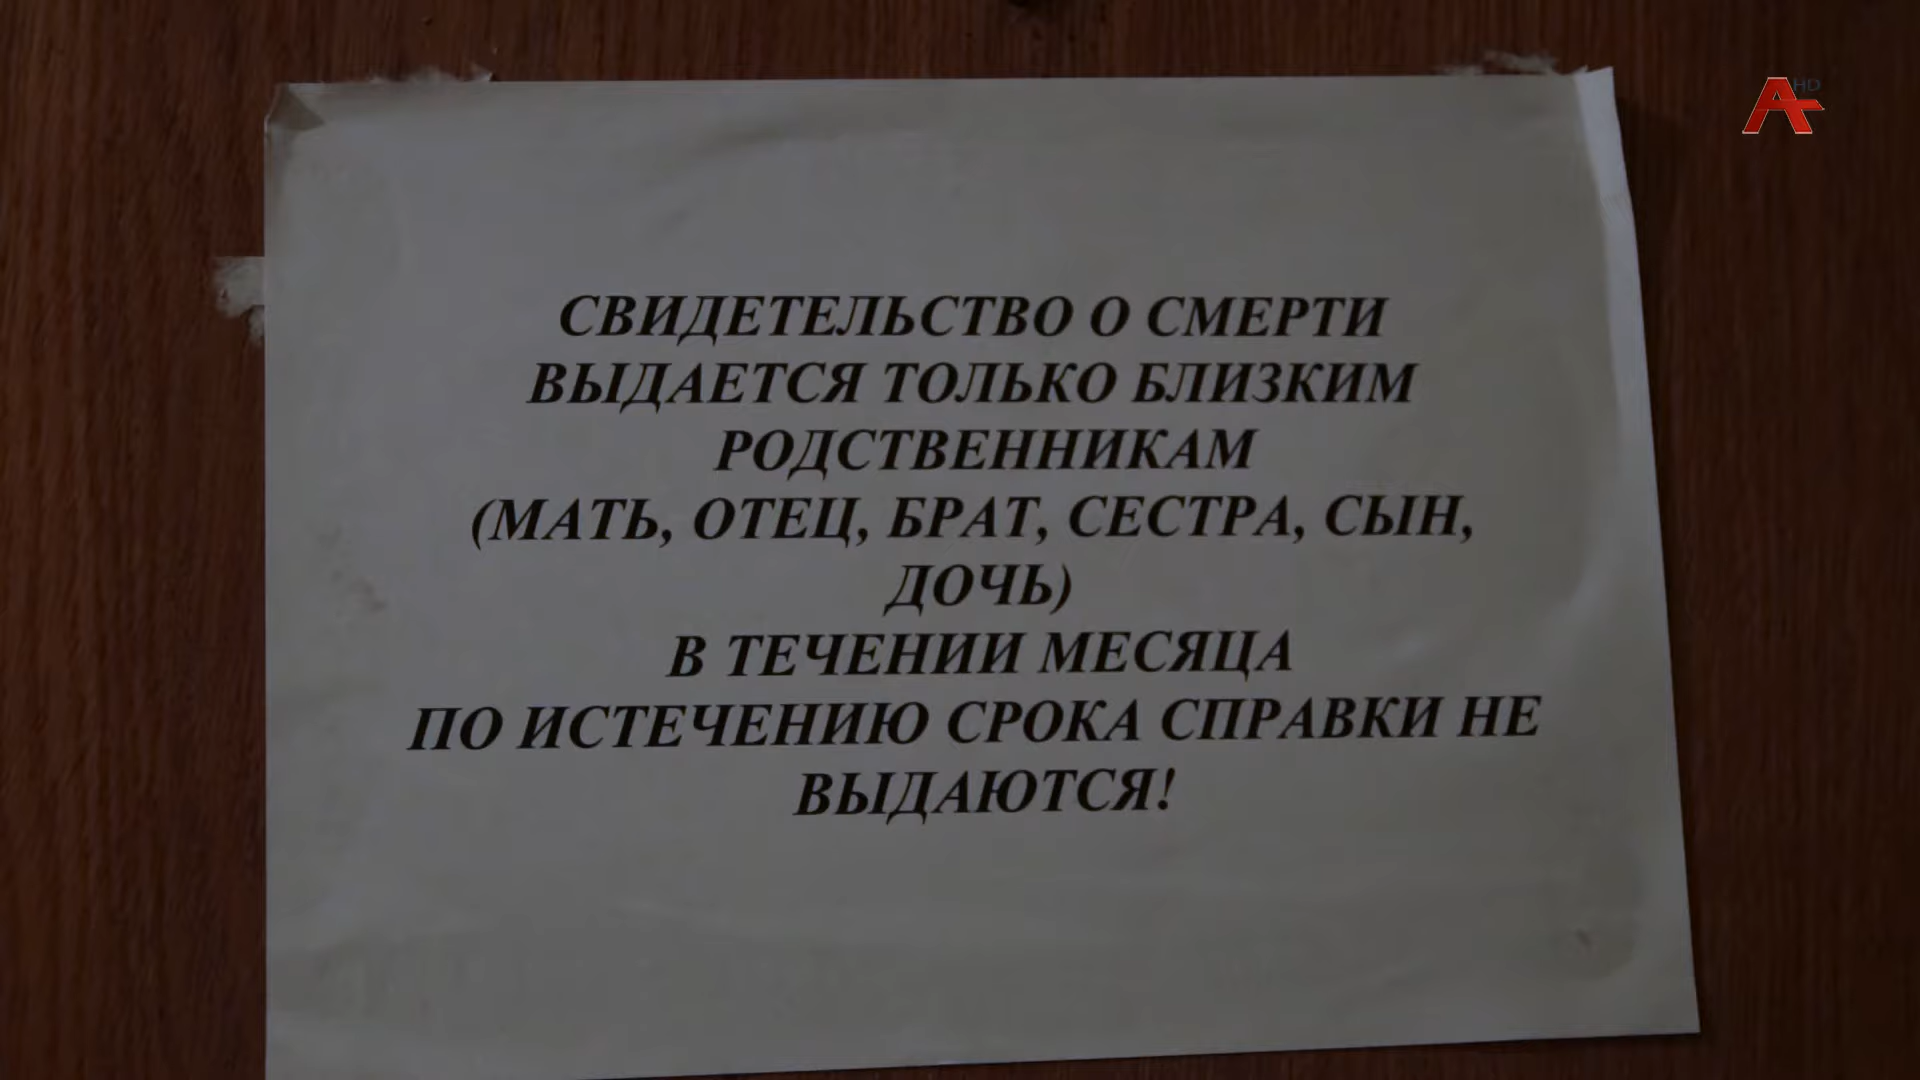 HD
СВИДЕТЕЛЬСТВО О СМЕРТИ
ВЫДАЕТСЯ ТОЛЬКО БЛИЗКИМ
РОДСТВЕННИКАМ
(МАТЬ, ОТЕЦ, БРАТ, СЕСТРА, СЫН,
ДОЧЬ)
В ТЕЧЕНИИ МЕСЯЦА
ПО ИСТЕЧЕНИЮ СРОКА СПРАВКИ НЕ
ВЫДАЮТСЯ!